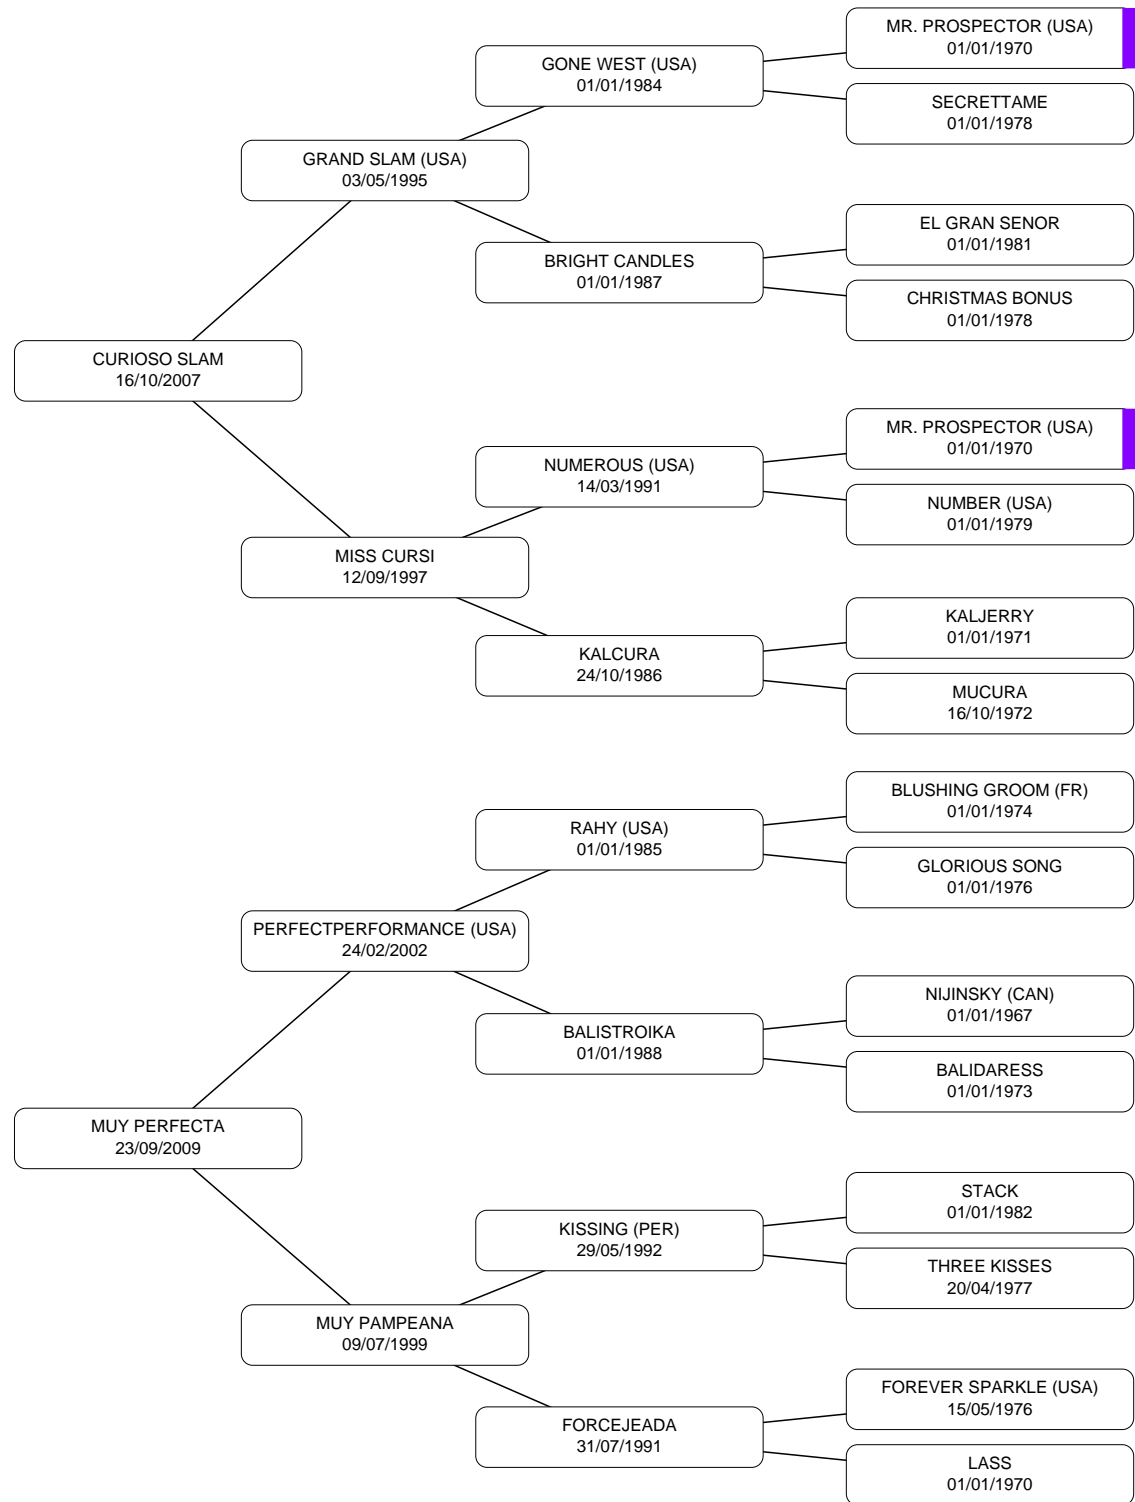 MR. PROSPECTOR (USA)
01/01/1970
GONE WEST (USA)
01/01/1984
SECRETTAME
01/01/1978
GRAND SLAM (USA)
03/05/1995
EL GRAN SENOR
01/01/1981
BRIGHT CANDLES
01/01/1987
CHRISTMAS BONUS
01/01/1978
CURIOSO SLAM
16/10/2007
MR. PROSPECTOR (USA)
01/01/1970
NUMEROUS (USA)
14/03/1991
NUMBER (USA)
01/01/1979
MISS CURSI
12/09/1997
KALJERRY
01/01/1971
KALCURA
24/10/1986
MUCURA
16/10/1972
BLUSHING GROOM (FR)
01/01/1974
RAHY (USA)
01/01/1985
GLORIOUS SONG
01/01/1976
PERFECTPERFORMANCE (USA)
24/02/2002
NIJINSKY (CAN)
01/01/1967
BALISTROIKA
01/01/1988
BALIDARESS
01/01/1973
MUY PERFECTA
23/09/2009
STACK
01/01/1982
KISSING (PER)
29/05/1992
THREE KISSES
20/04/1977
MUY PAMPEANA
09/07/1999
FOREVER SPARKLE (USA)
15/05/1976
FORCEJEADA
31/07/1991
LASS
01/01/1970